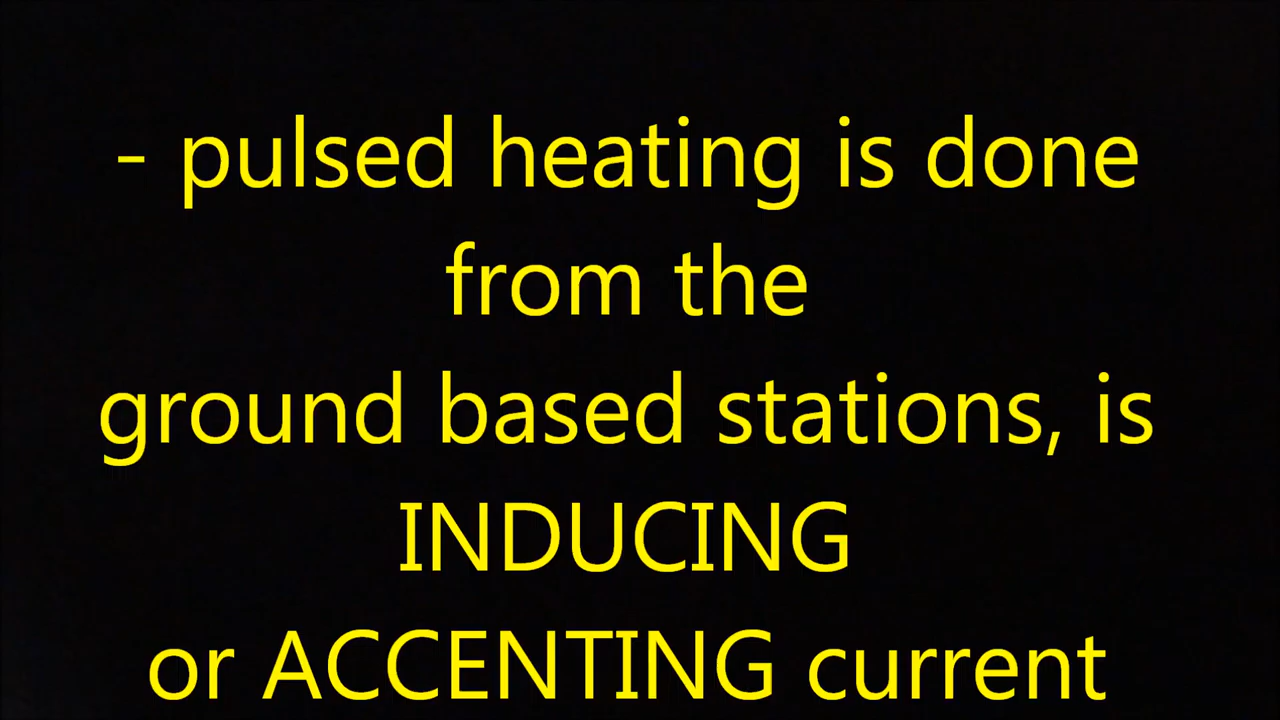 - pulsed heating is done
from the
ground based stations, is
INDUCING
or ACCENTING current